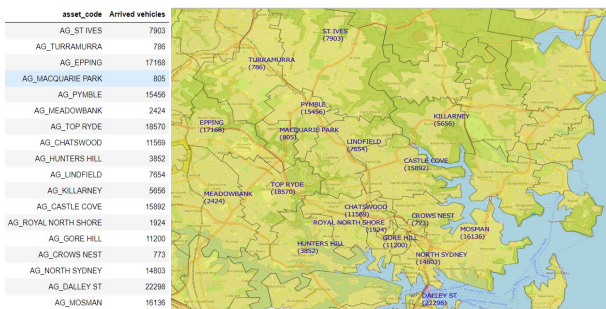 asset_code Arrived vehicles
AG_ST IVES 7903
AG_TURRAMURRA 786
AG_EPPING 17168
AG_MACQUARIE PARK 805
AG_PYMBLE 15456
AG_MEADOWBANK 2424
AG_TOP RYDE 18570
AG_CHATSWOOD 11569
AG_HUNTERS HILL 3852
AG_LINDFIELD 7654
AG_KILLARNEY 5656
AG_CASTLE COVE 15892
AG_ROYAL NORTH SHORE 1924
AG_GORE HILL 11200
AG_CROWS NEST 773
AG_NORTH SYDNEY 14803
AG_DALLEY ST 22298
AG_MOSMAN 16136
ST. IVES
(7903)
TURRAMURRA
(786)
PYMBLE
(15456)
KILLARNEY
(5656)
EPPING
(17168)
MACQUARIE PARK
(805)
LINDFIELD
(7654)
CASTLE COVE
(15892)
TOP RYDE
(18570)
MEADOWBANK
(2424)
CHATSWOOD
(11569)
ROYAL NORTH SHORE
(1924)
CROWS NEST
(773)
MOSMAN
(16136)
GORE HILL
(11200)
HUNTERS HILL
(3852)
NORTH SYDNEY
(14803)
DALLEY ST
(22298)